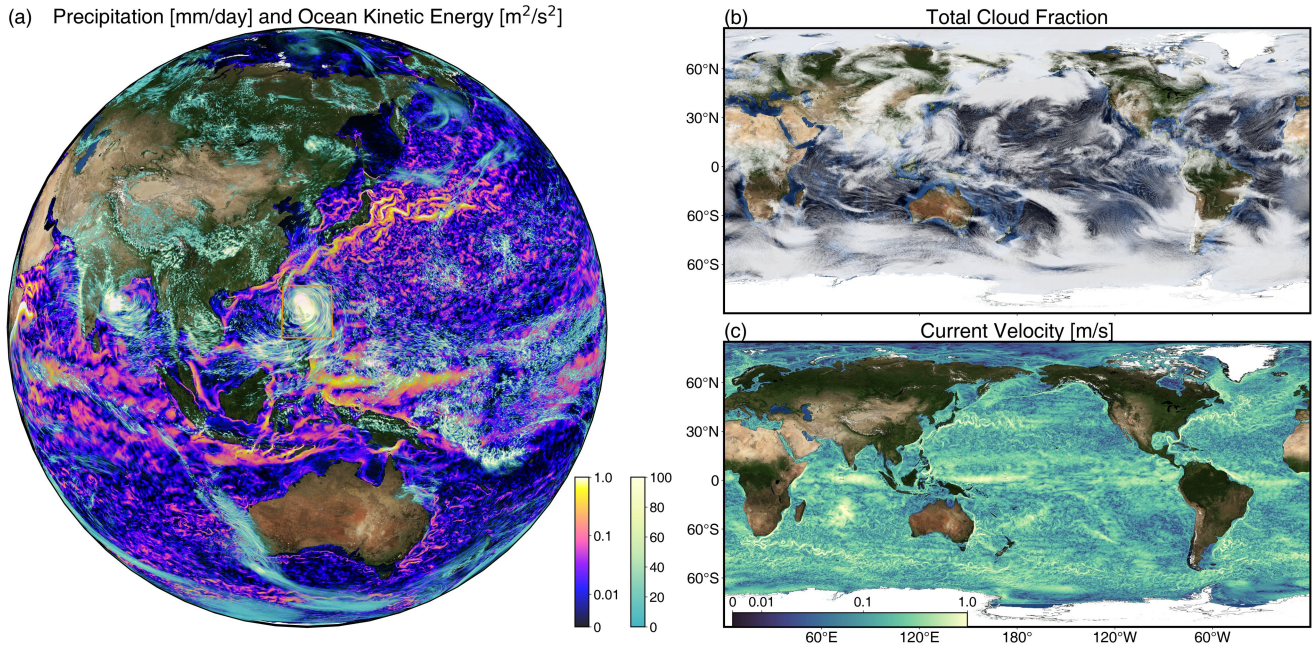 (a) Precipitation [mm/day] and Ocean Kinetic Energy [m²/s²]
1.0 100
80
0.1 60
40
0.01 20
0 0
(b) Total Cloud Fraction
60°N
30°N
0
60°S
60°S
(c) Current Velocity [m/s]
60°N
30°N
0
60°S
60°S
0 0.01 0.1 1.0
60°E 120°E 180° 120°W 60°W